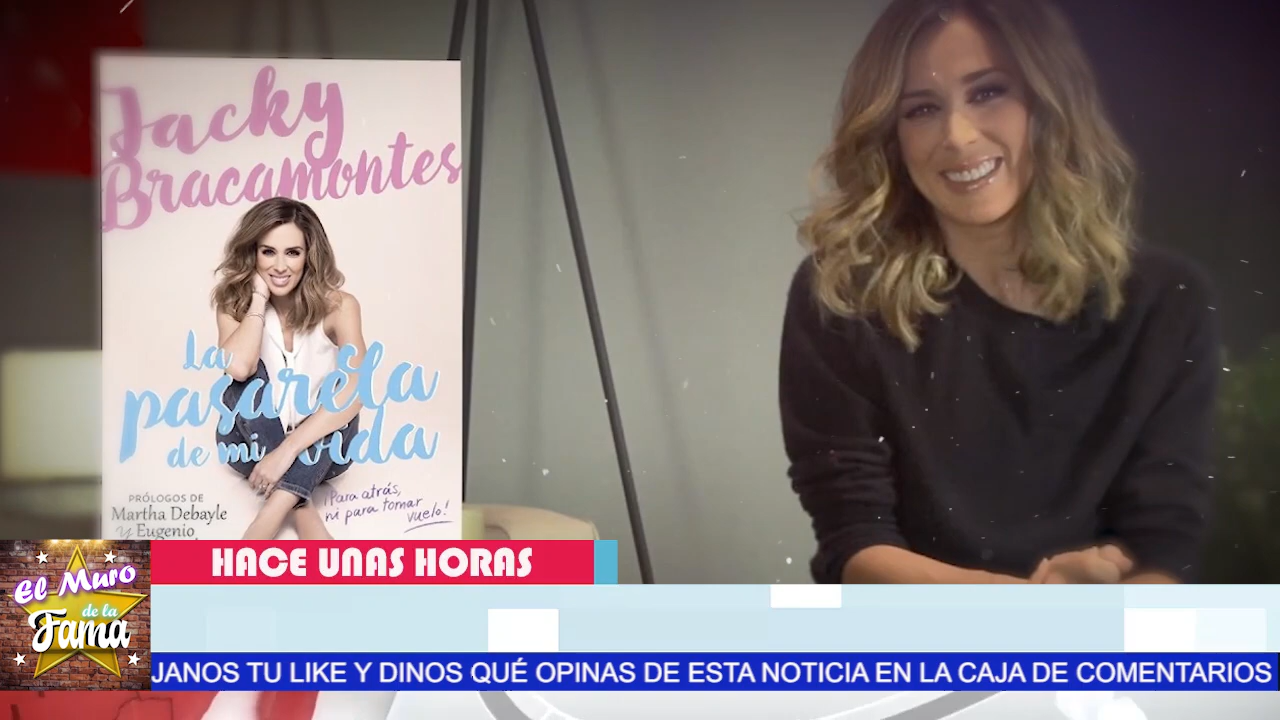 Jacky
Bracamontes
La
pasarela
de mi vida
PRÓLOGOS DE
Martha Debayle
Y Eugenio
¡Para atrás,
ni para tomar
vuelo!
HACE UNAS HORAS
El Muro
de la
Fama
JANOS TU LIKE Y DINOS QUÉ OPINAS DE ESTA NOTICIA EN LA CAJA DE COMENTARIOS